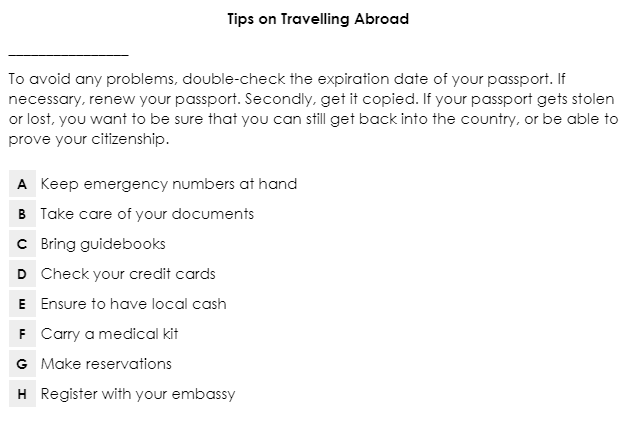 Tips on Travelling Abroad
________________
To avoid any problems, double-check the expiration date of your passport. If
necessary, renew your passport. Secondly, get it copied. If your passport gets stolen
or lost, you want to be sure that you can still get back into the country, or be able to
prove your citizenship.
A Keep emergency numbers at hand
B Take care of your documents
C Bring guidebooks
D Check your credit cards
E Ensure to have local cash
F Carry a medical kit
G Make reservations
H Register with your embassy